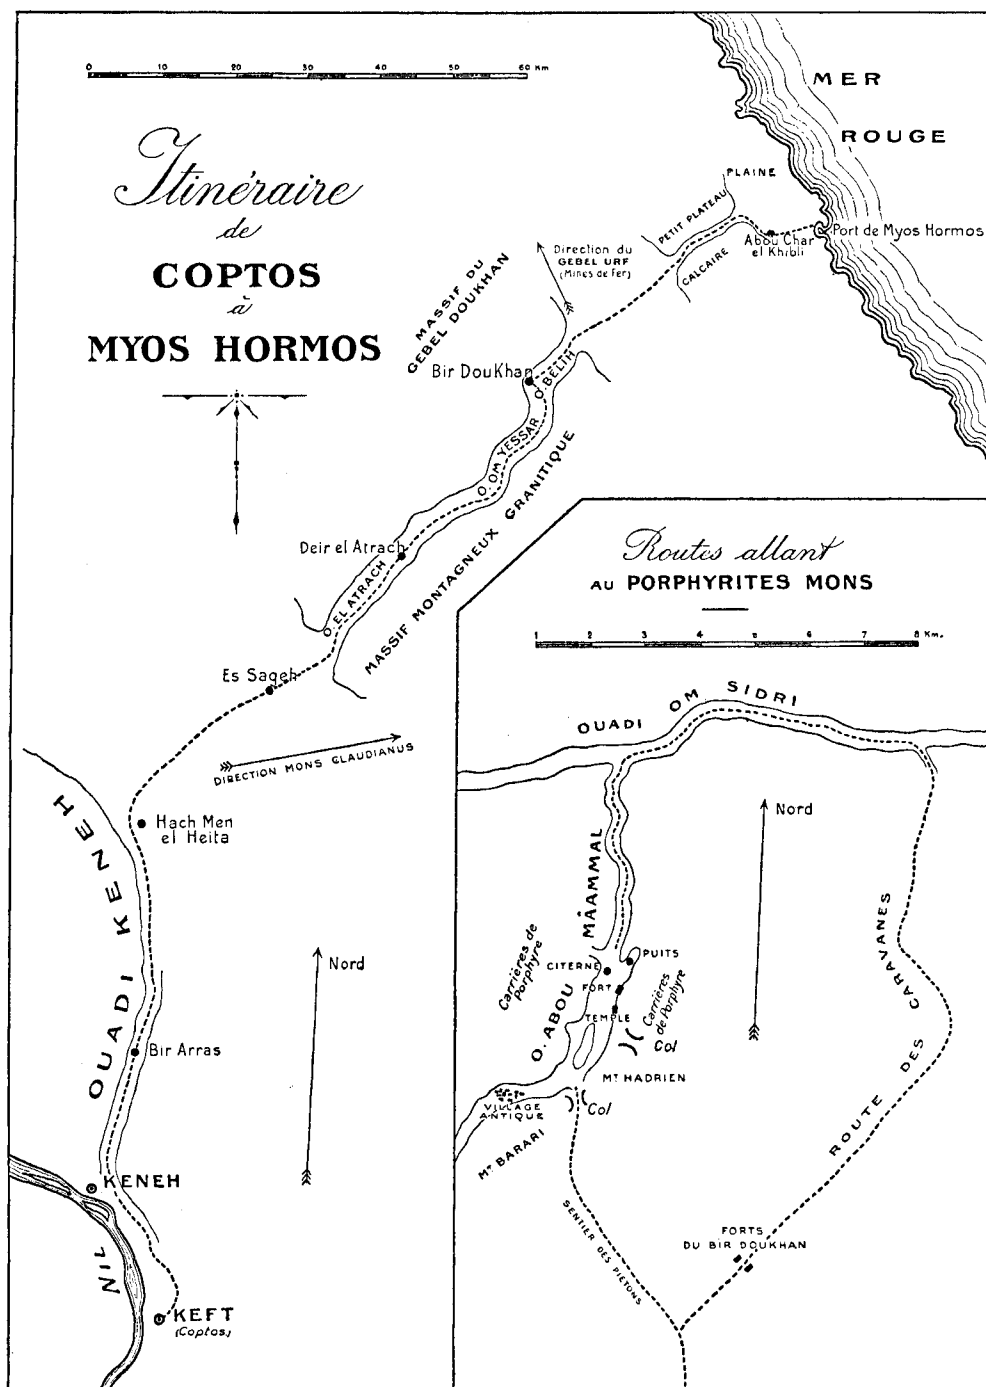 0 10 20 30 40 50 60 Km
Itinéraire
de
COPTOS
à
MYOS HORMOS
MER
ROUGE
PLAINE
PETIT PLATEAU
CALCAIRE
Abou Char
el Khibli
Port de Myos Hormos
Direction du
GEBEL URF
(Mines de Fer)
MASSIF DU
GEBEL DOUKHAN
Bir Doukhan
O. BELIH
O. OM YESSAR
MASSIF MONTAGNEUX GRANITIQUE
Deir el Atrach
O. EL ATRACH
Es Saqeh
DIRECTION MONS CLAUDIANUS
Hach Men
el Heita
OUADI KENEH
Nord
Bir Arras
KENEH
NIL
KEFT
(Coptos)
Routes allant
AU PORPHYRITES MONS
1 2 3 4 5 6 7 8 Km.
OUADI OM SIDRI
Nord
O. ABOU MÂAMMAL
Carrières de
Porphyre
PUITS
CITERNE
FORT
TEMPLE
Carrières
de Porphyre
Col
MT HADRIEN
Col
VILLAGE
ANTIQUE
MT BARARI
SENTIER DES PIETONS
ROUTE DES CARAVANES
FORTS
DU BIR DOUKHAN